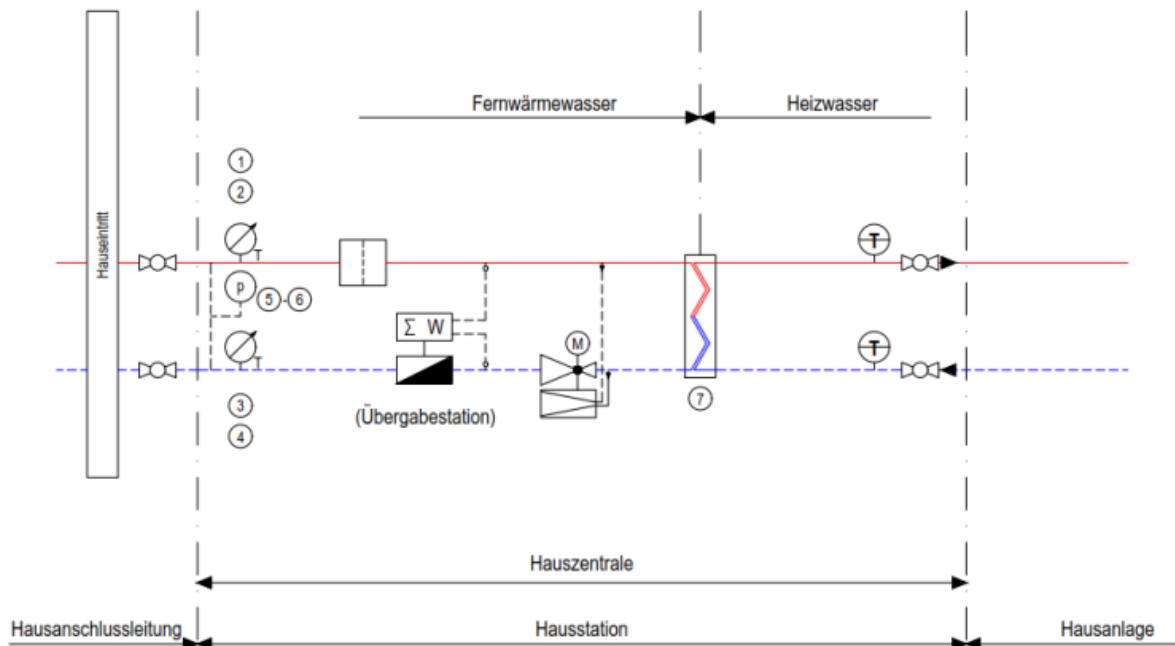 Fernwärmewasser
Heizwasser
Hauseintritt
1
2
T
T
T
p
5 - 6
Σ W
M
T
T
(Übergabestation)
7
3
4
Hauszentrale
Hausanschlussleitung
Hausstation
Hausanlage